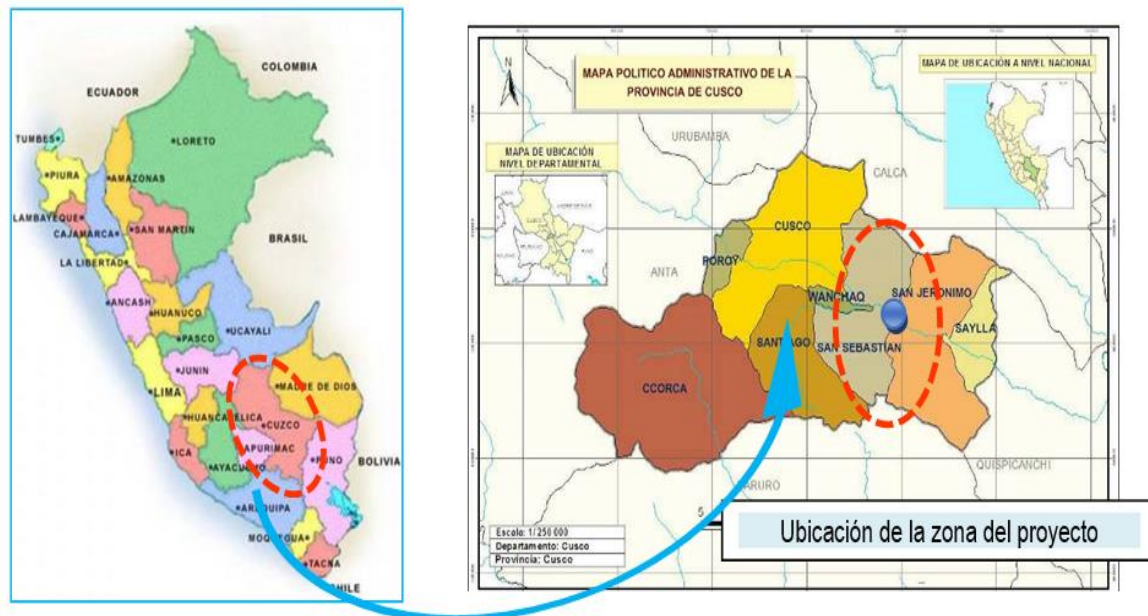 COLOMBIA
ECUADOR
TUMBES
LORETO
PIURA
AMAZONAS
LAMBAYEQUE
CAJAMARCA
SAN MARTIN
BRASIL
LA LIBERTAD
ANCASH
HUANUCO
UCAYALI
PASCO
JUNIN
LIMA
MADRE DE DIOS
HUANCAVELICA
CUZCO
APURIMAC
ICA
AYACUCHO
PUNO
BOLIVIA
AREQUIPA
MOQUEGUA
TACNA
CHILE
N
MAPA POLITICO ADMINISTRATIVO DE LA
PROVINCIA DE CUSCO
MAPA DE UBICACIÓN A NIVEL NACIONAL
URUBAMBA
MAPA DE UBICACIÓN
NIVEL DEPARTAMENTAL
CALCA
CUSCO
POROY
ANTA
WANCHAQ
SAN JERONIMO
SANTIAGO
SAN SEBASTIAN
SAYLLA
CCORCA
QUISPICANCHI
PARURO
5
Escala: 1/250 000
Departamento: Cusco
Provincia: Cusco
Ubicación de la zona del proyecto